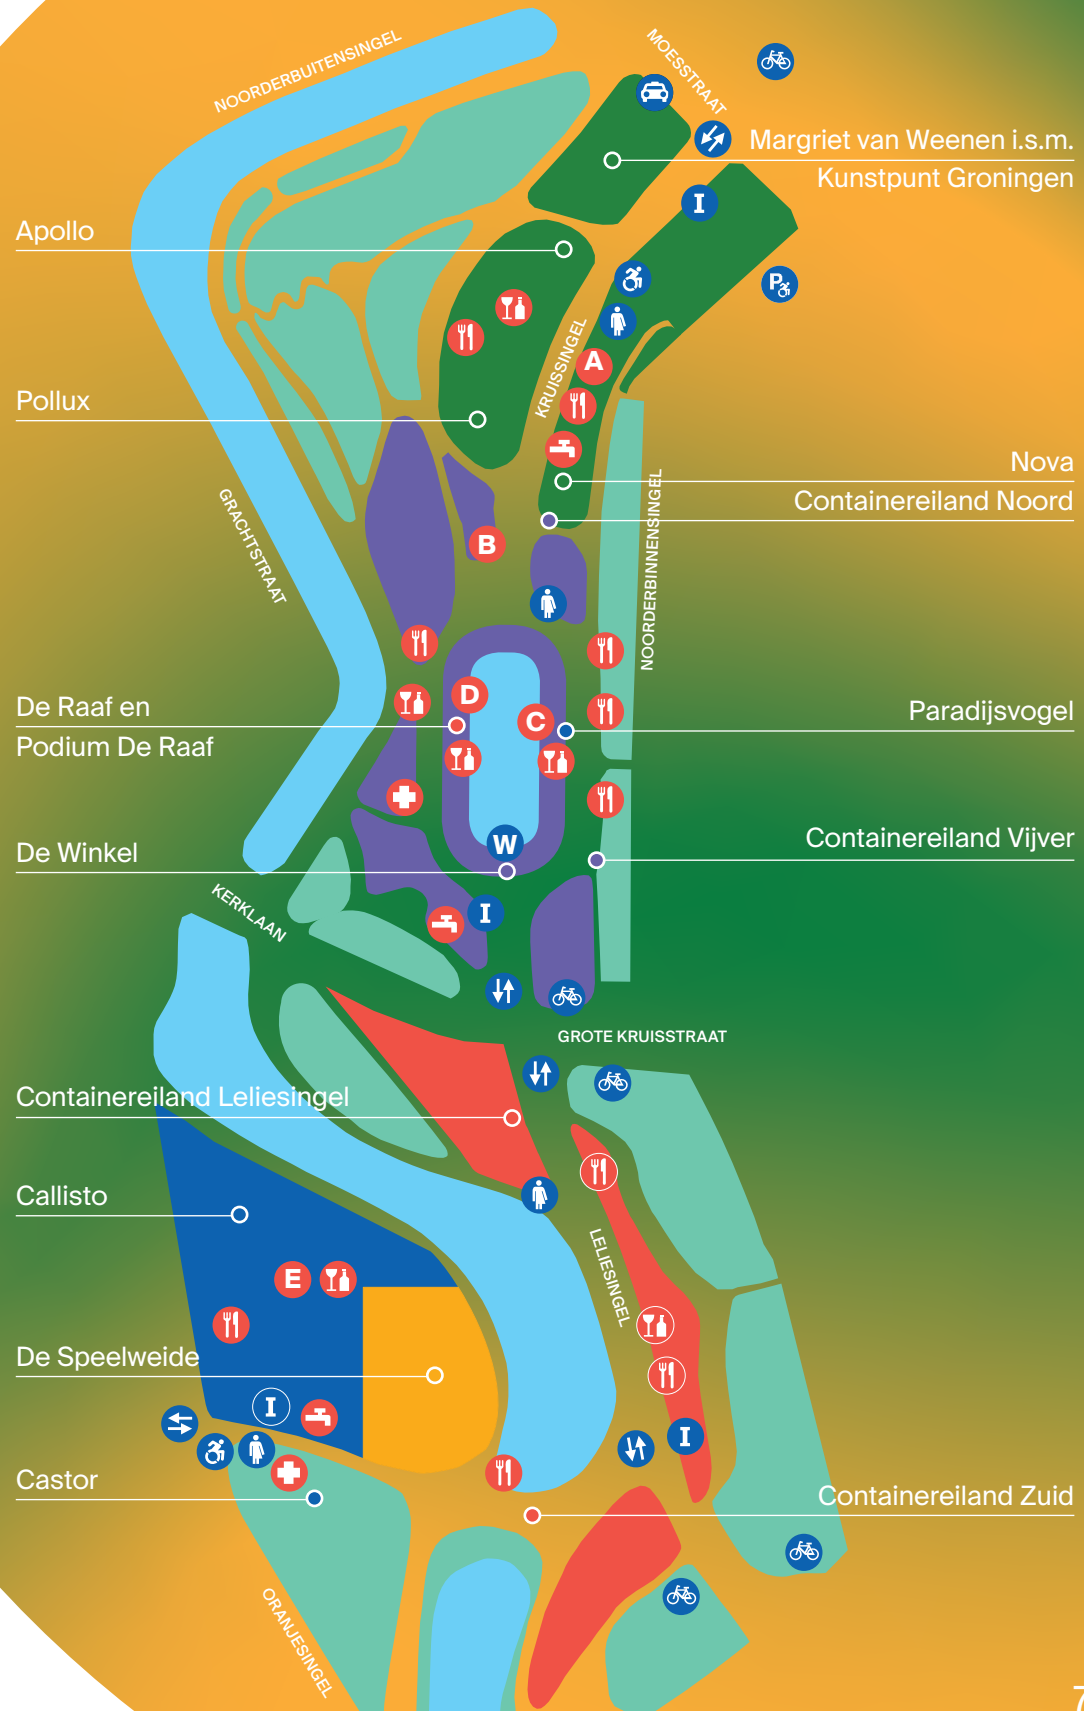 NOORDERBUITENSINGEL
MOESSTRAAT
Margriet van Weenen i.s.m.
Kunstpunt Groningen
I
Apollo
P
KRUISSINGEL
A
Pollux
Nova
Containereiland Noord
GRACHTSTRAAT
NOORDERBINNENSINGEL
B
D
De Raaf en
Podium De Raaf
C
Paradijsvogel
W
De Winkel
Containereiland Vijver
KERKLAAN
I
GROTE KRUISSTRAAT
Containereiland Leliesingel
Callisto
LELIESINGEL
E
De Speelweide
I
I
Castor
Containereiland Zuid
ORANJESINGEL